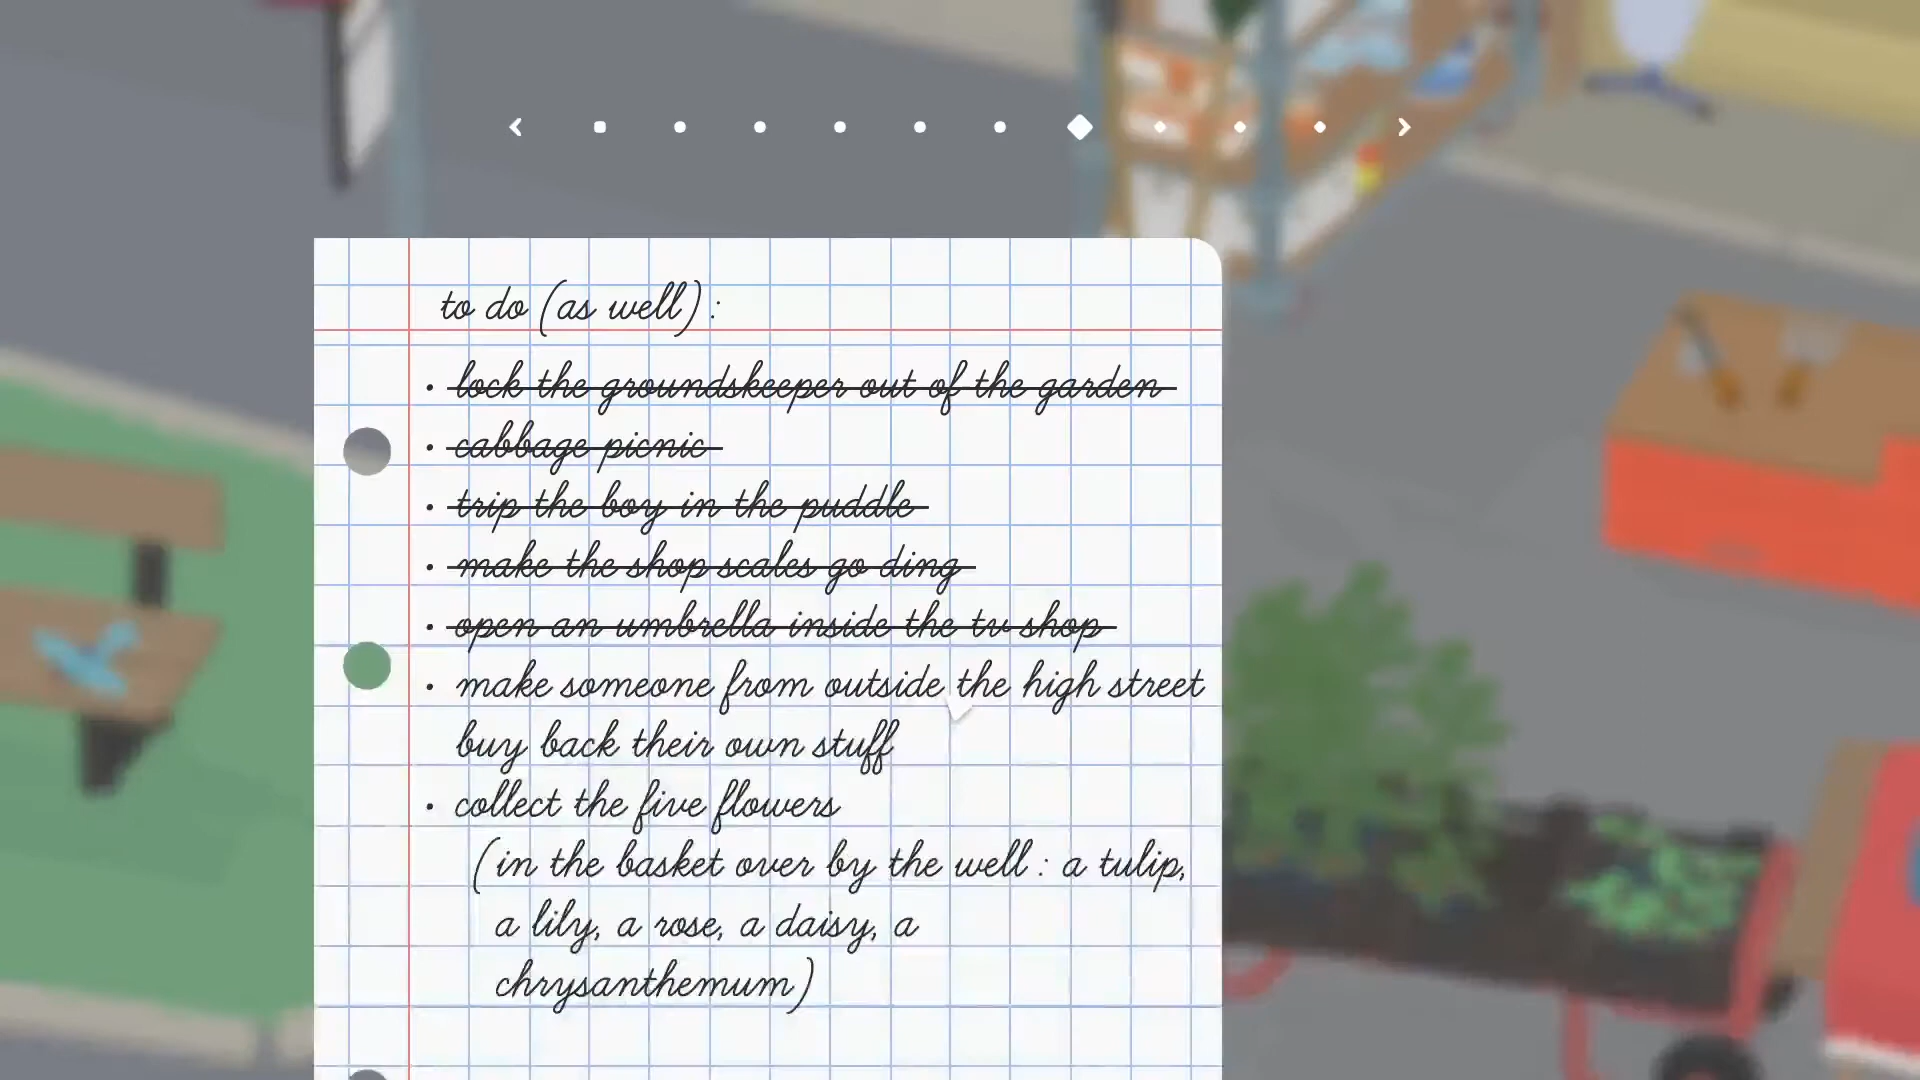 to do (as well) :
• lock the groundskeeper out of the garden
• cabbage picnic
• trip the boy in the puddle
• make the shop scales go ding
• open an umbrella inside the tv shop
• make someone from outside the high street
buy back their own stuff
• collect the five flowers
(in the basket over by the well : a tulip,
a lily, a rose, a daisy, a
chrysanthemum)